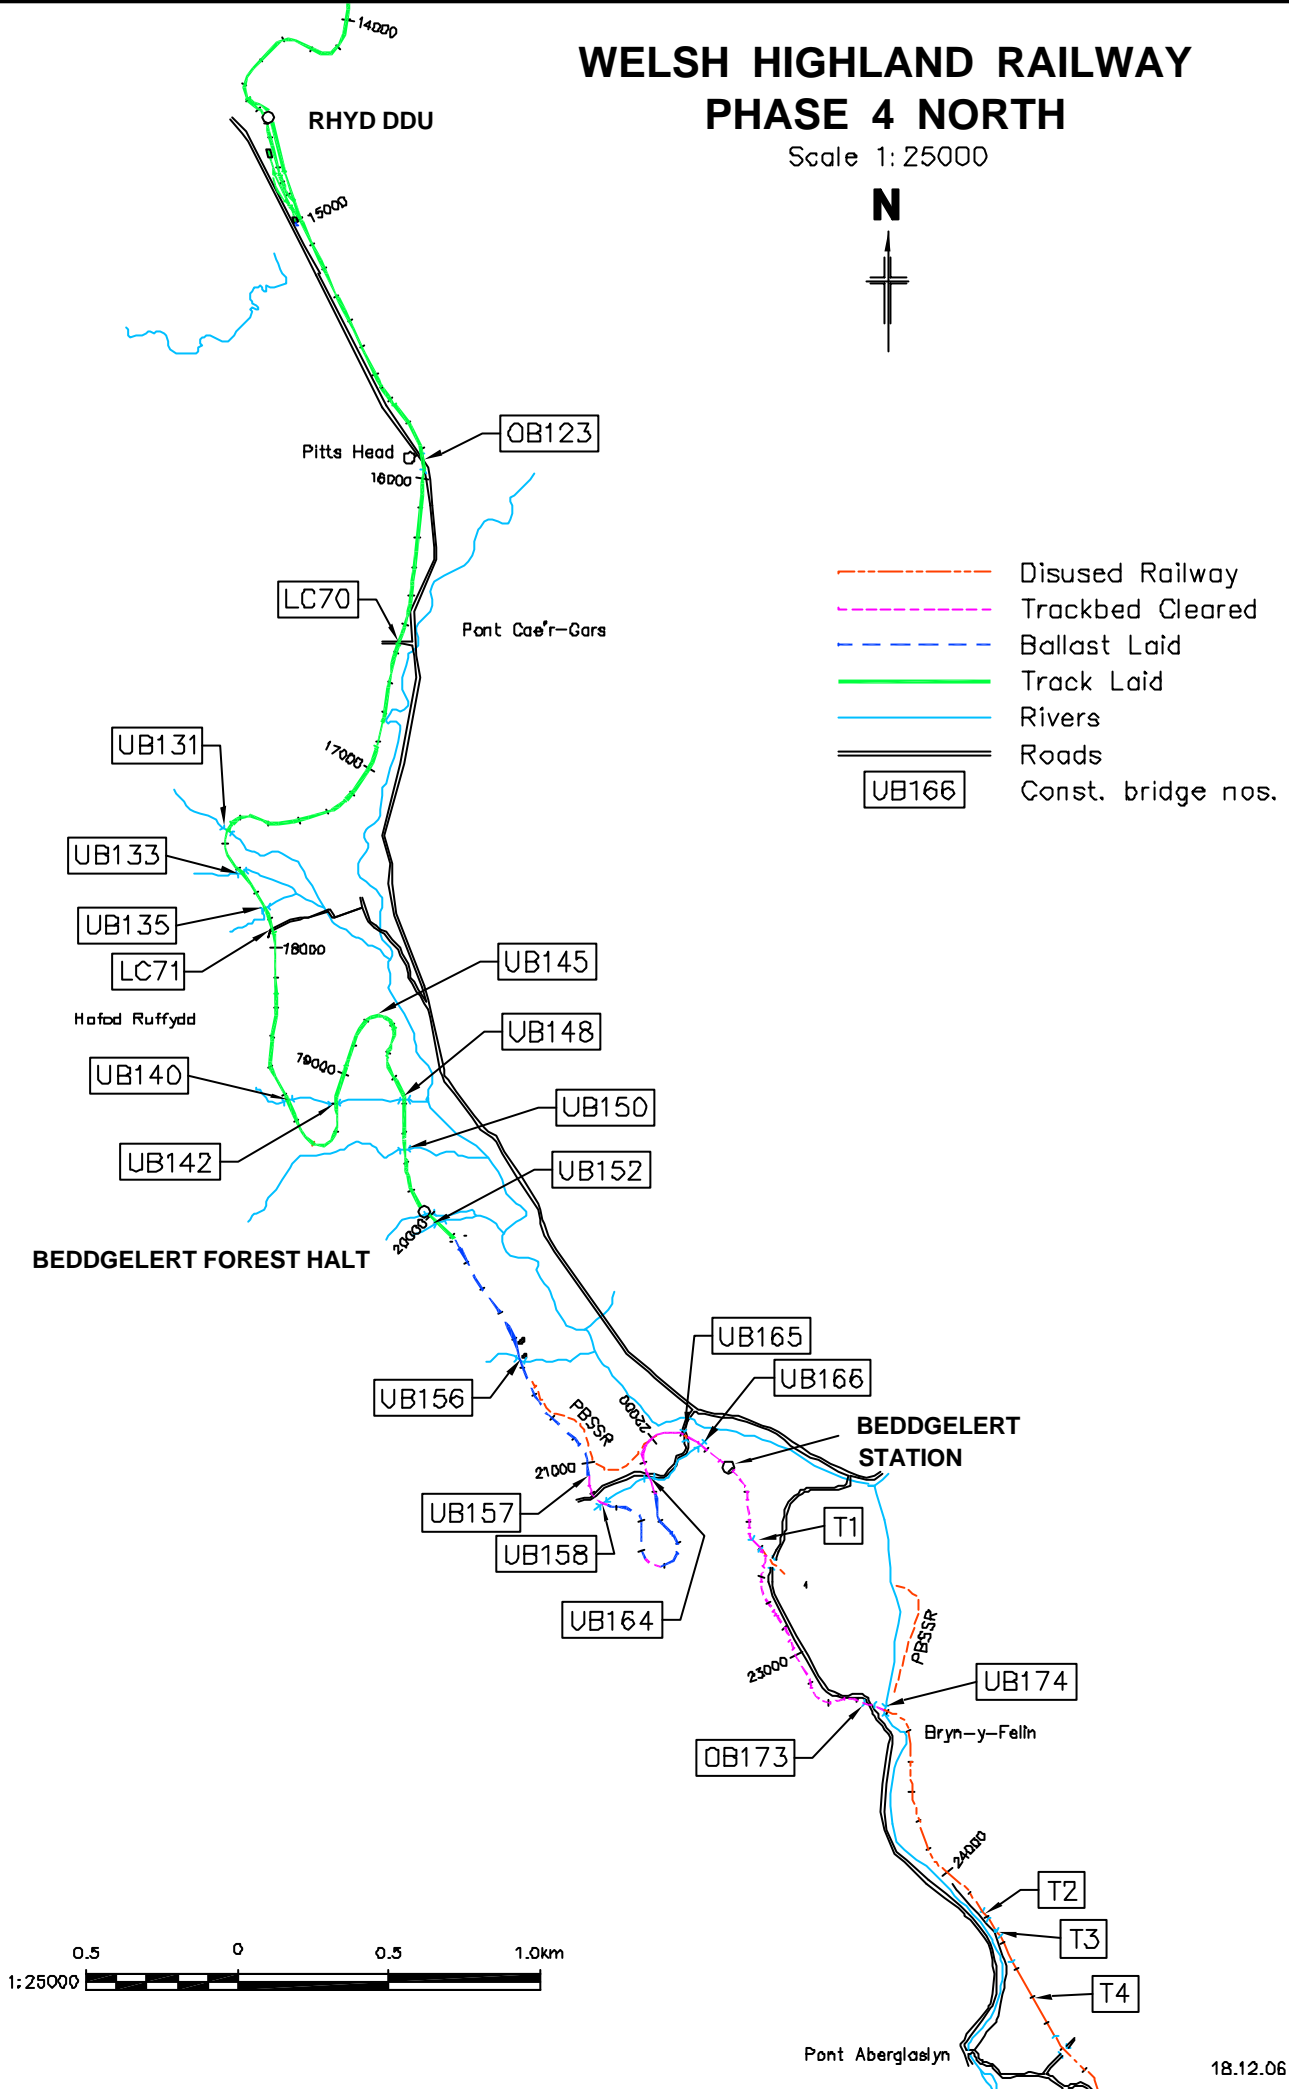 WELSH HIGHLAND RAILWAY
PHASE 4 NORTH
Scale 1:25000
N
14000
RHYD DDU
15000
OB123
Pitts Head
16000
LC70
Pont Cae'r-Gors
Disused Railway
Trackbed Cleared
Ballast Laid
Track Laid
Rivers
Roads
UB166
Const. bridge nos.
UB131
17000
UB133
UB135
18000
LC71
UB145
Hafod Ruffydd
UB148
19000
UB140
UB150
UB142
UB152
20000
BEDDGELERT FOREST HALT
UB165
UB166
UB156
PBSSR
22000
BEDDGELERT
STATION
21000
UB157
T1
UB158
UB164
PBSSR
23000
UB174
Bryn-y-Felin
OB173
24000
T2
T3
T4
0.5 0 0.5 1.0km
1:25000
Pont Aberglaslyn
18.12.06